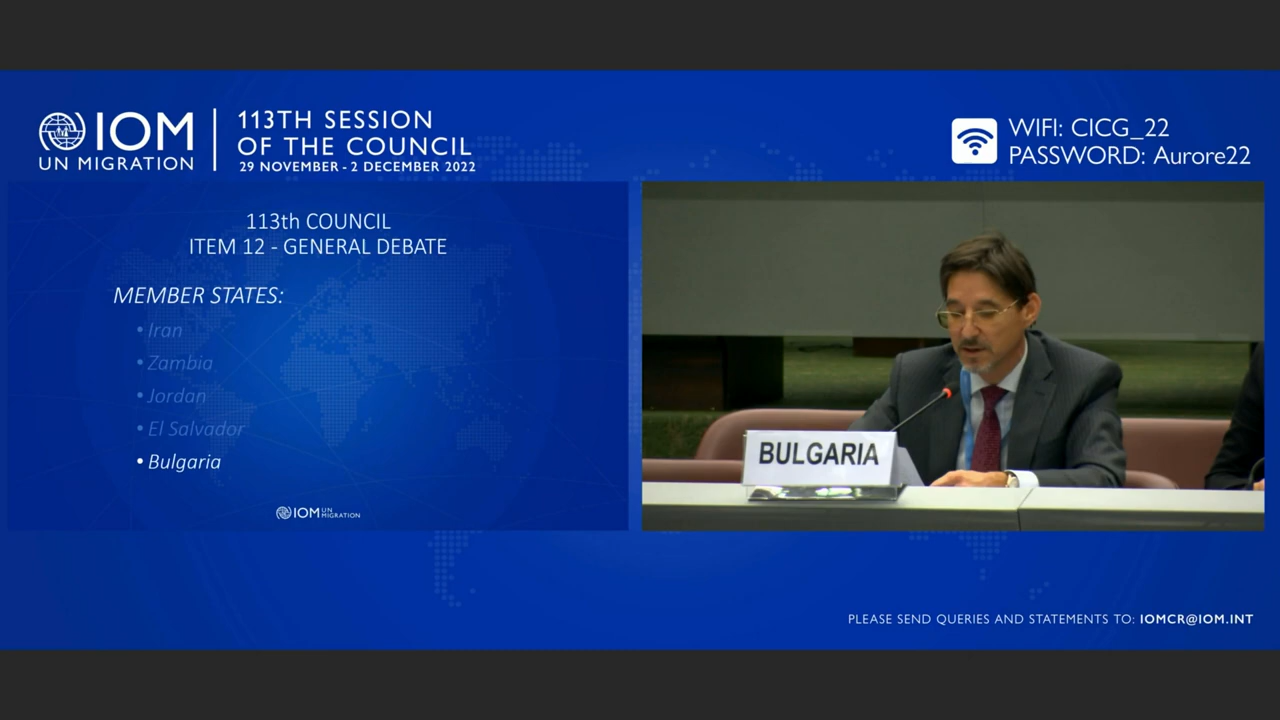 IOM
UN MIGRATION
113TH SESSION
OF THE COUNCIL
29 NOVEMBER - 2 DECEMBER 2022
WIFI: CICG_22
PASSWORD: Aurore22
113th COUNCIL
ITEM 12 - GENERAL DEBATE
MEMBER STATES:
• Iran
• Zambia
• Jordan
• El Salvador
• Bulgaria
IOM UN
MIGRATION
BULGARIA
PLEASE SEND QUERIES AND STATEMENTS TO: IOMCR@IOM.INT